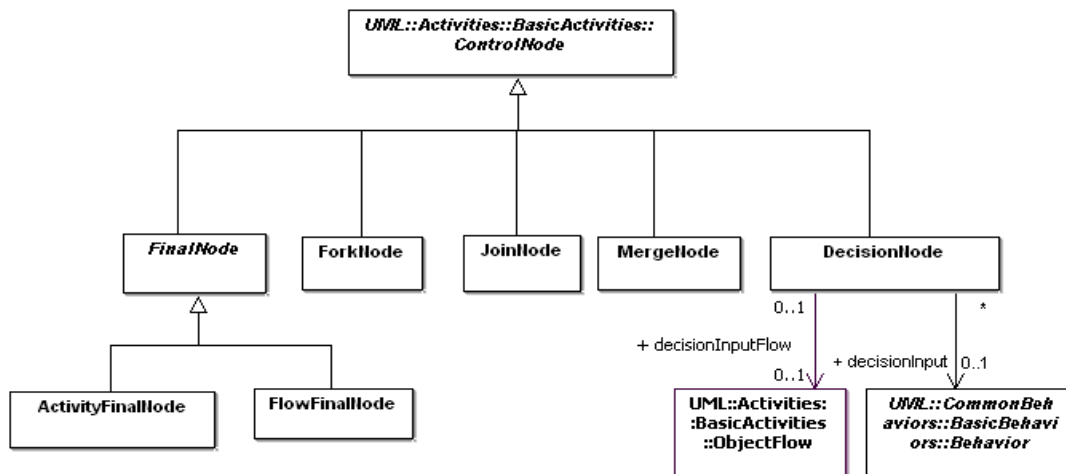 UML::Activities::BasicActivities::
ControlNode
FinalNode
ForkNode
JoinNode
MergeNode
DecisionNode
0..1
*
+ decisionInputFlow
+ decisionInput
0..1
0..1
ActivityFinalNode
FlowFinalNode
UML::Activities:
:BasicActivities
::ObjectFlow
UML::CommonBeh
aviors::BasicBehavi
ors::Behavior